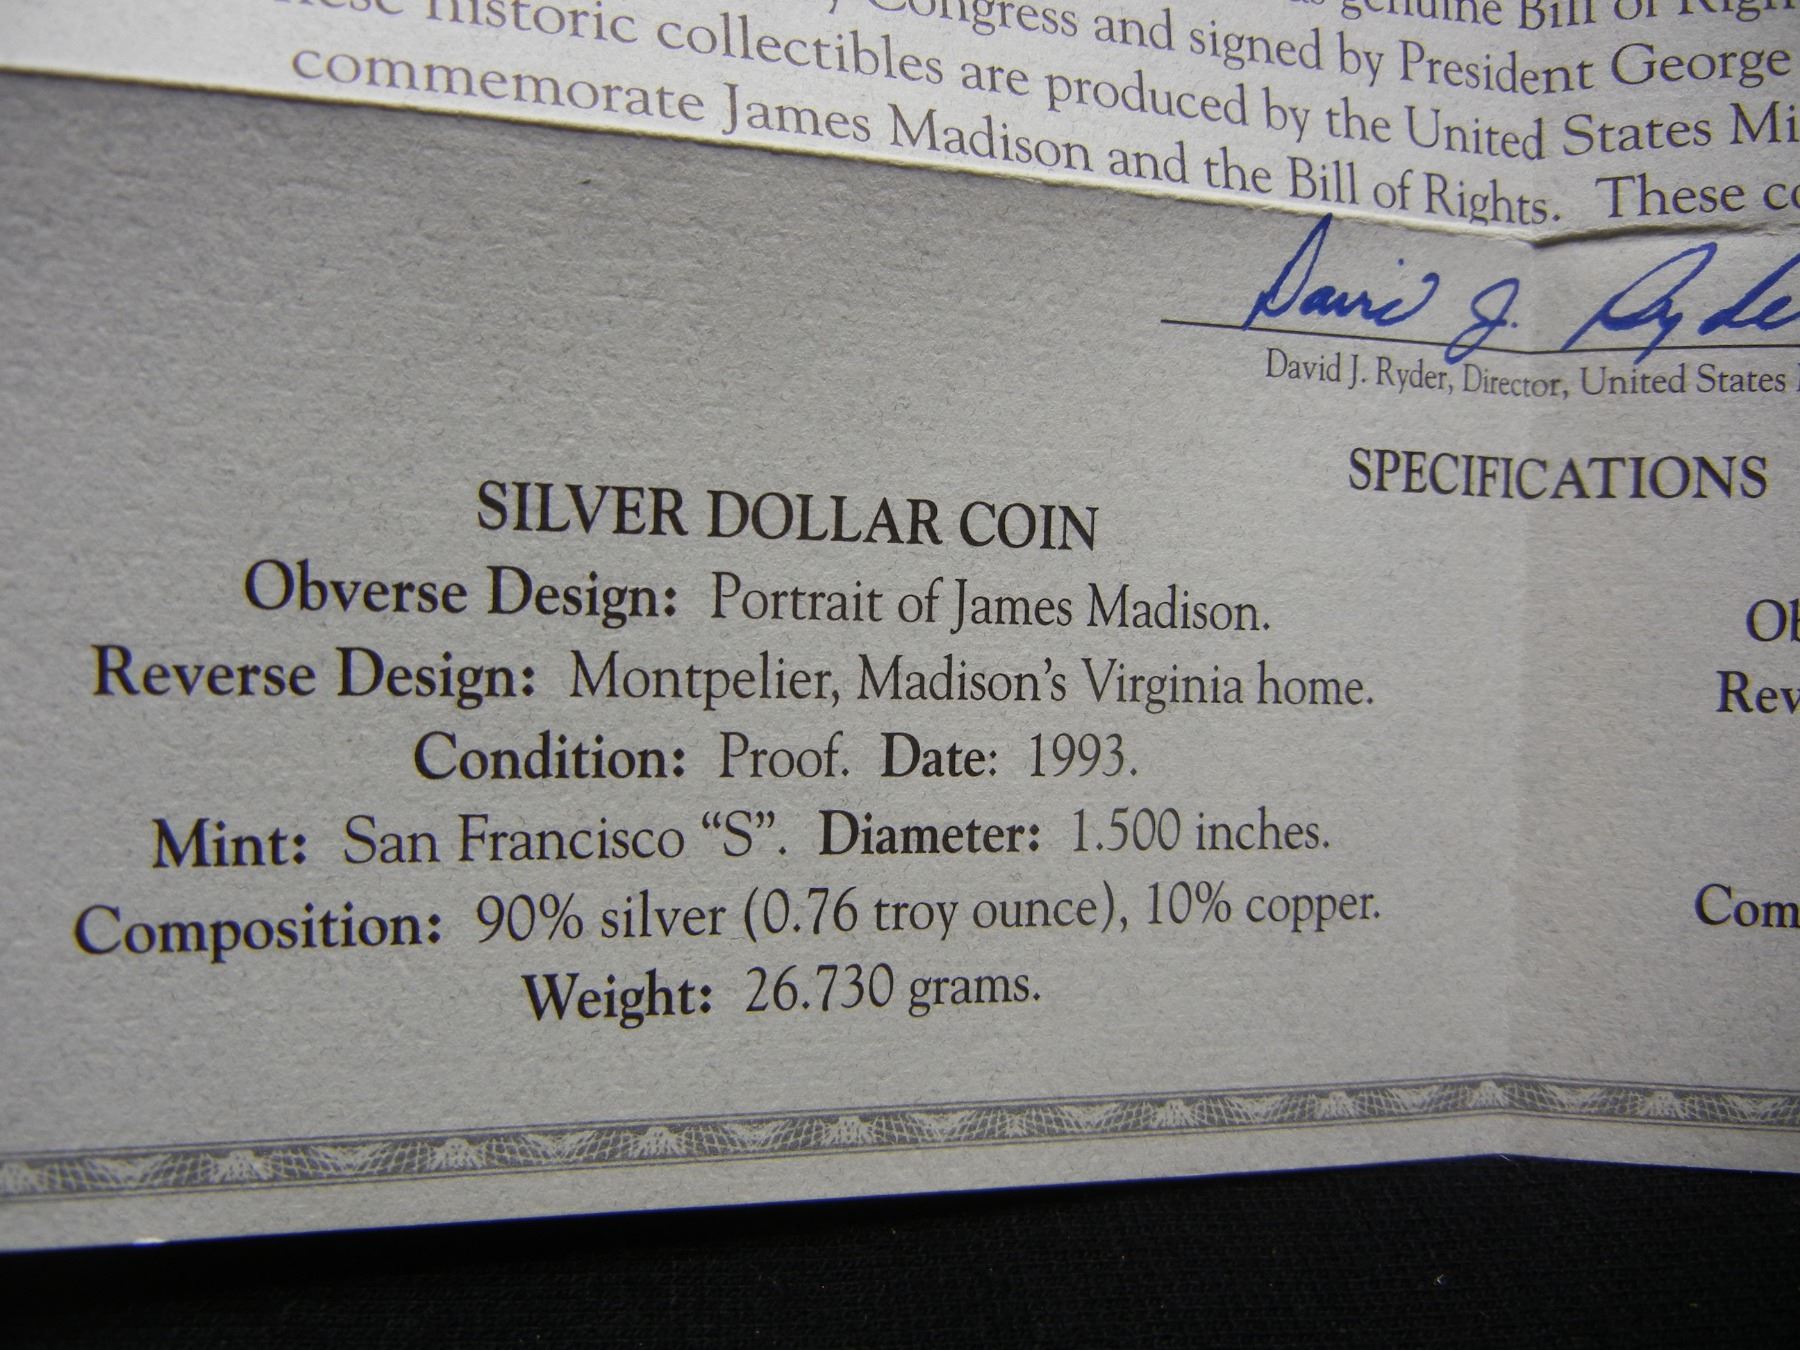 Congress and signed by President George
historic collectibles are produced by the United States
commemorate James Madison and the Bill of Rights. These
David J. Ryder
David J. Ryder, Director, United States
SPECIFICATIONS
SILVER DOLLAR COIN
Obverse Design: Portrait of James Madison.
Reverse Design: Montpelier, Madison's Virginia home.
Condition: Proof. Date: 1993.
Mint: San Francisco “S”. Diameter: 1.500 inches.
Composition: 90% silver (0.76 troy ounce), 10% copper.
Weight: 26.730 grams.